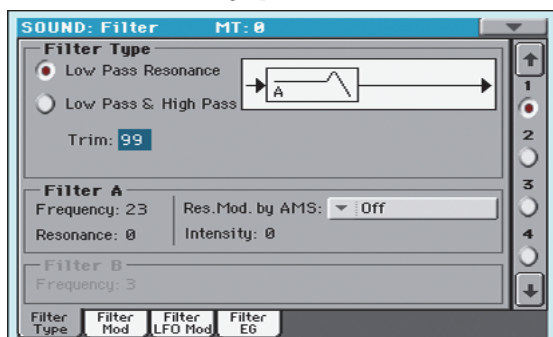 SOUND: Filter MT: 0
Filter Type
Low Pass Resonance
A
Low Pass & High Pass
Trim: 99
1
2
3
4
Filter A
Frequency: 23
Res.Mod. by AMS: Off
Resonance: 0
Intensity: 0
Filter B
Frequency: 3
Filter Type
Filter Mod
Filter LFO Mod
Filter EG